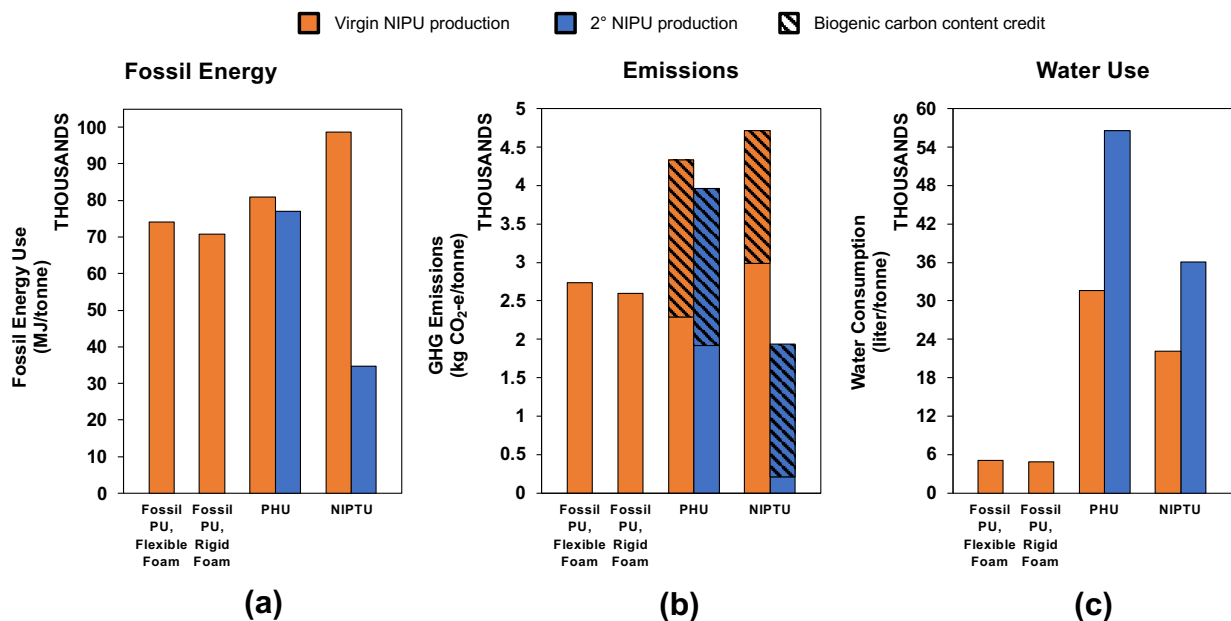 Virgin NIPU production
2° NIPU production
Biogenic carbon content credit
Fossil Energy
Fossil Energy Use
(MJ/tonne)
THOUSANDS
100
90
80
70
60
50
40
30
20
10
0
Fossil
PU,
Flexible
Foam
Fossil
PU,
Rigid
Foam
PHU
NIPTU
(a)
Emissions
GHG Emissions
(kg CO₂-e/tonne)
THOUSANDS
5
4.5
4
3.5
3
2.5
2
1.5
1
0.5
0
Fossil
PU,
Flexible
Foam
Fossil
PU,
Rigid
Foam
PHU
NIPTU
(b)
Water Use
Water Consumption
(liter/tonne)
THOUSANDS
60
54
48
42
36
30
24
18
12
6
0
Fossil
PU,
Flexible
Foam
Fossil
PU,
Rigid
Foam
PHU
NIPTU
(c)